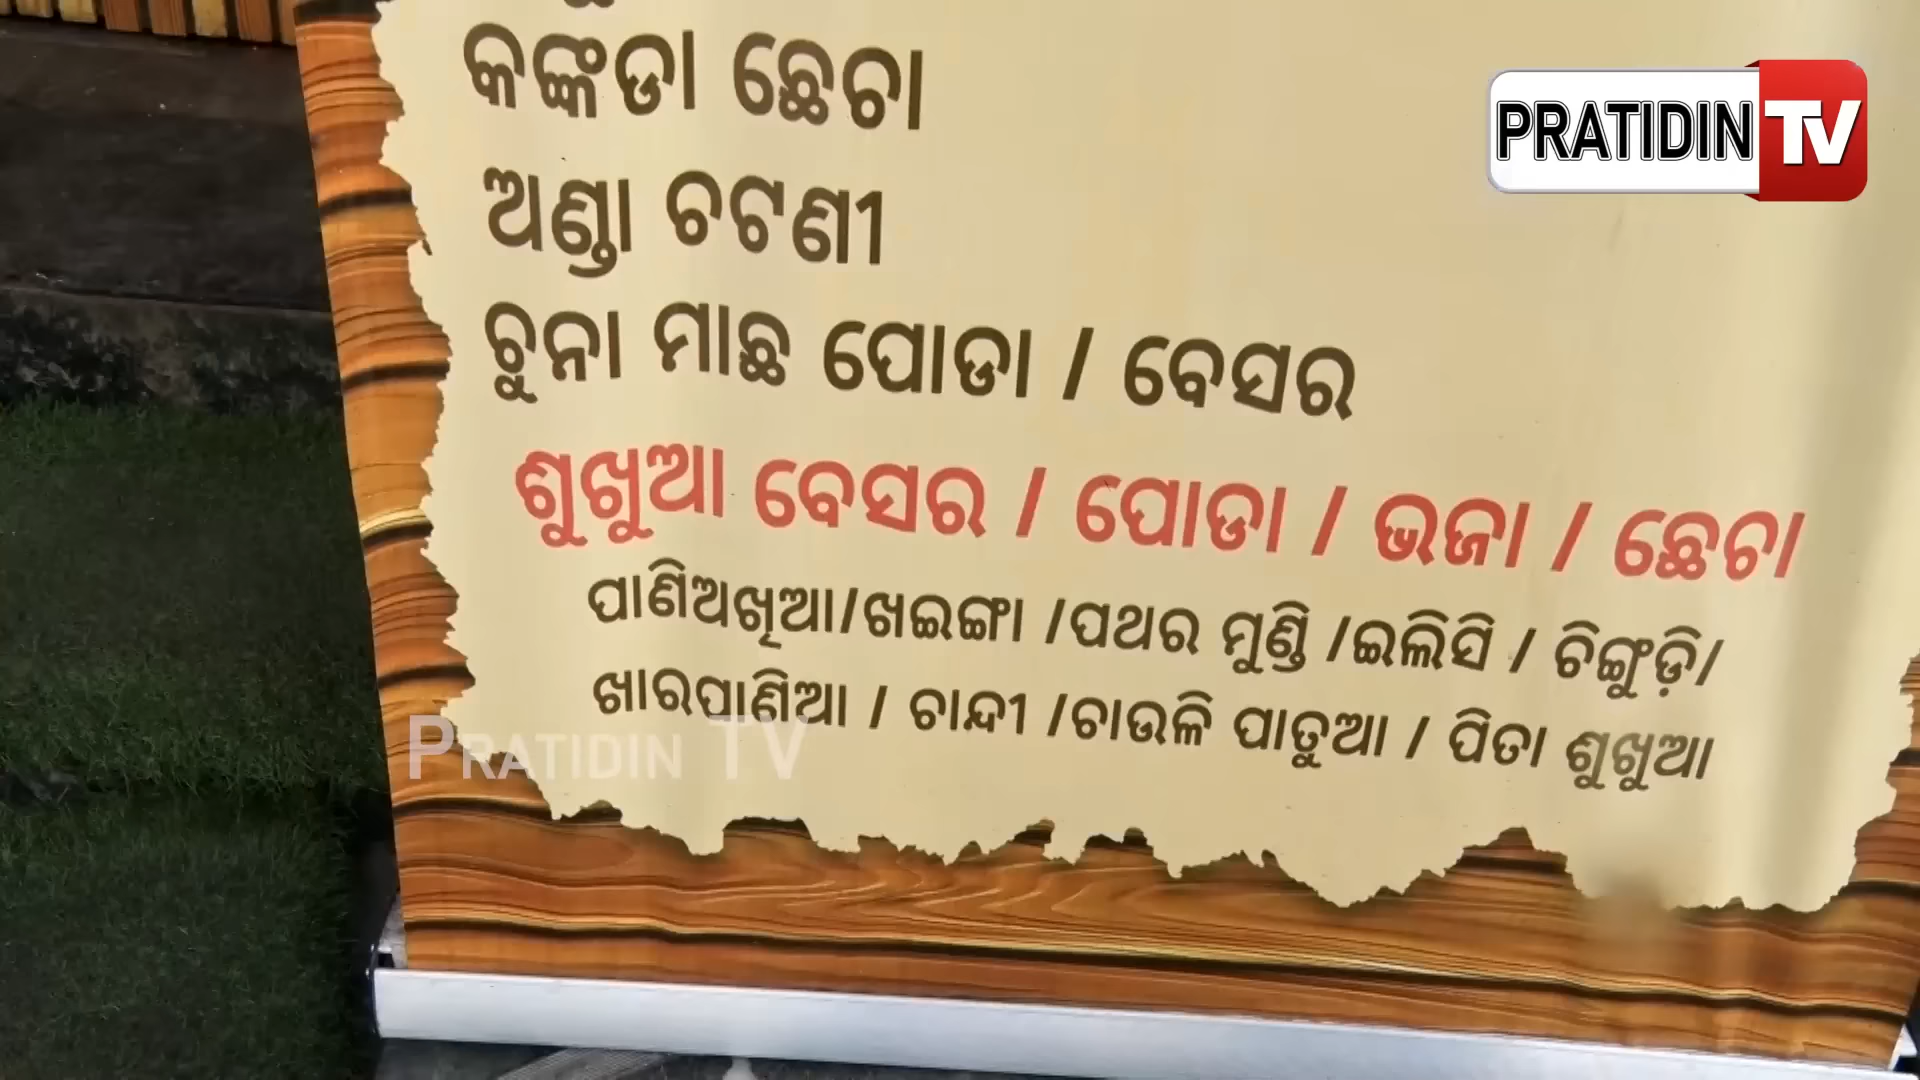 କଙ୍କଡା ଛେଚା
PRATIDIN TV
ଅଣ୍ଡା ଚଟଣୀ
ଚୁନା ମାଛ ପୋଡା / ବେସର
ଶୁଖୁଆ ବେସର / ପୋଡା / ଭଜା / ଛେଚା
ପାଣିଅଖିଆ/ଖଇଙ୍ଗା /ପଥର ମୁଣ୍ଡି /ଇଲିସି / ଚିଙ୍ଗୁଡ଼ି/
ଖାରପାଣିଆ / ଚାନ୍ଦୀ /ଚାଉଳି ପାତୁଆ / ପିତା ଶୁଖୁଆ
PRATIDIN TV